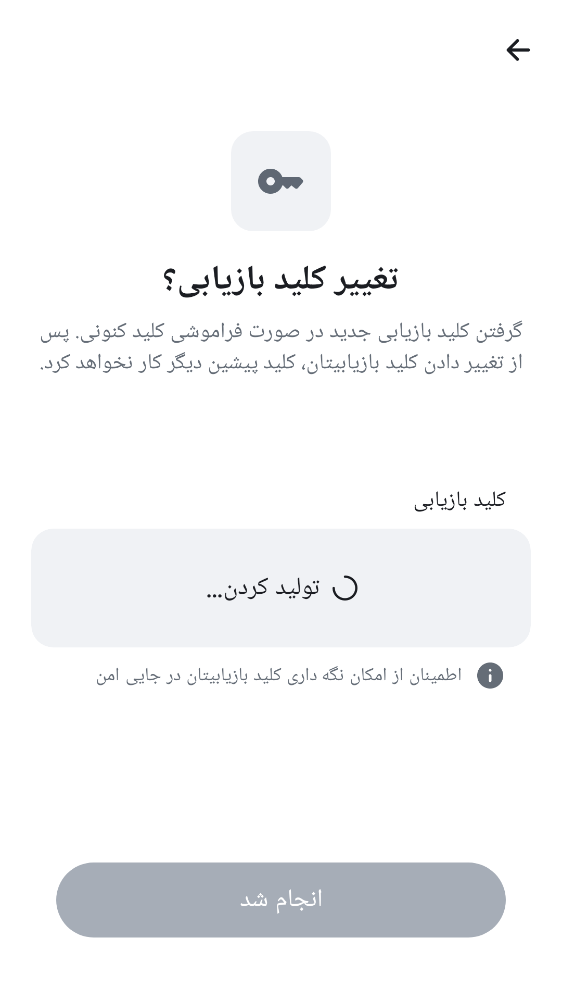 تغییر کلید بازیابی؟
گرفتن کلید بازیابی جدید در صورت فراموشی کلید کنونی. پس
از تغییر دادن کلید بازیابیتان، کلید پیشین دیگر کار نخواهد کرد.
کلید بازیابی
تولید کردن…
اطمینان از امکان نگه داری کلید بازیابیتان در جایی امن
انجام شد